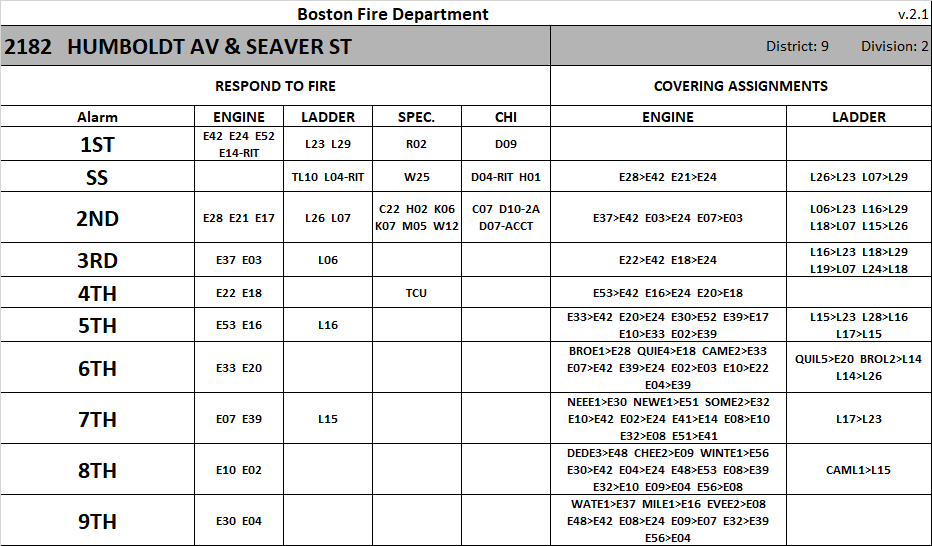 Boston Fire Department v.2.1
2182 HUMBOLDT AV & SEAVER ST District: 9 Division: 2
RESPOND TO FIRE COVERING ASSIGNMENTS
Alarm ENGINE LADDER SPEC. CHI ENGINE LADDER
1ST
E42 E24 E52
E14-RIT
L23 L29
R02
D09
SS
TL10 L04-RIT
W25
D04-RIT H01
E28>E42 E21>E24
L26>L23 L07>L29
2ND
E28 E21 E17
L26 L07
C22 H02 K06
K07 M05 W12
C07 D10-2A
D07-ACCT
E37>E42 E03>E24 E07>E03
L06>L23 L16>L29
L18>L07 L15>L26
3RD
E37 E03
L06
E22>E42 E18>E24
L16>L23 L18>L29
L19>L07 L24>L18
4TH
E22 E18
TCU
E53>E42 E16>E24 E20>E18
5TH
E53 E16
L16
E33>E42 E20>E24 E30>E52 E39>E17
E10>E33 E02>E39
L15>L23 L28>L16
L17>L15
6TH
E33 E20
BROE1>E28 QUIE4>E18 CAME2>E33
E07>E42 E39>E24 E02>E03 E10>E22
E04>E39
QUIL5>E20 BROL2>L14
L14>L26
7TH
E07 E39
L15
NEEE1>E30 NEWE1>E51 SOME2>E32
E10>E42 E02>E24 E41>E14 E08>E10
E32>E08 E51>E41
L17>L23
8TH
E10 E02
DEDE3>E48 CHEE2>E09 WINTE1>E56
E30>E42 E04>E24 E48>E53 E08>E39
E32>E10 E09>E04 E56>E08
CAML1>L15
9TH
E30 E04
WATE1>E37 MILE1>E16 EVEE2>E08
E48>E42 E08>E24 E09>E07 E32>E39
E56>E04